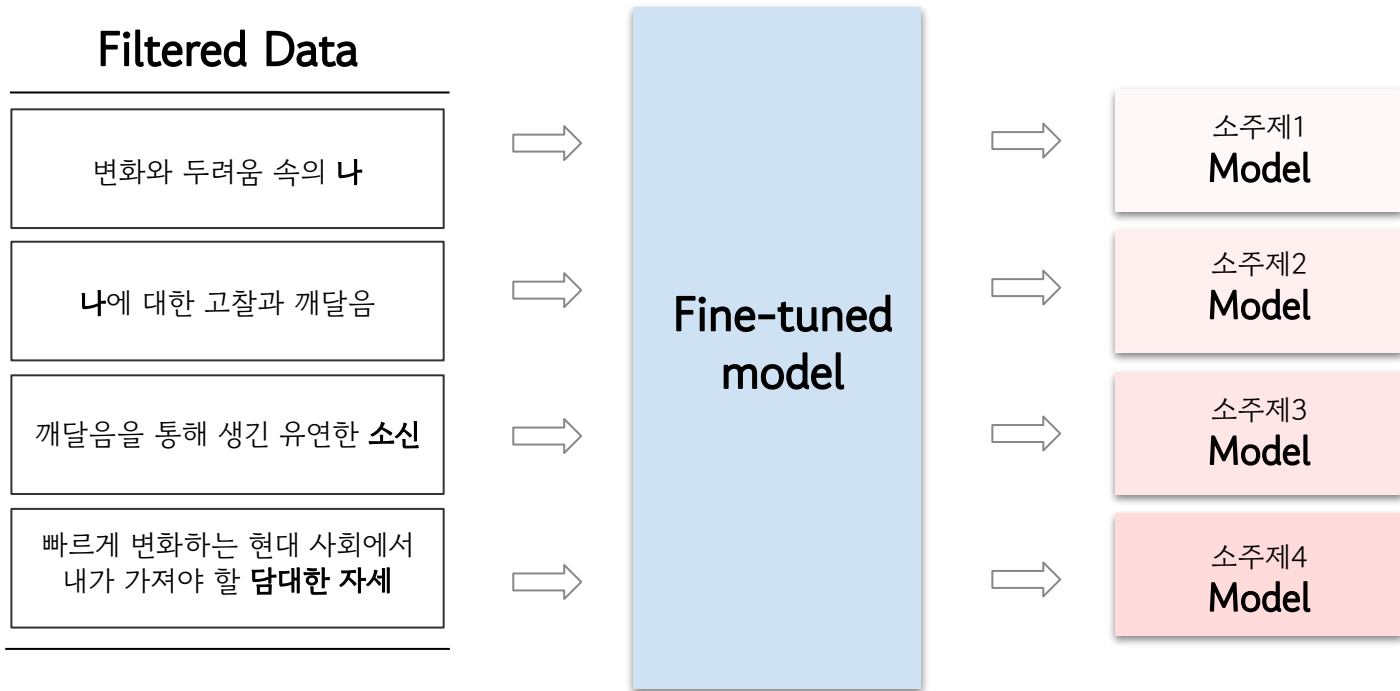 Filtered Data
변화와 두려움 속의 나
나에 대한 고찰과 깨달음
깨달음을 통해 생긴 유연한 소신
빠르게 변화하는 현대 사회에서
내가 가져야 할 담대한 자세
Fine-tuned
model
소주제1
Model
소주제2
Model
소주제3
Model
소주제4
Model